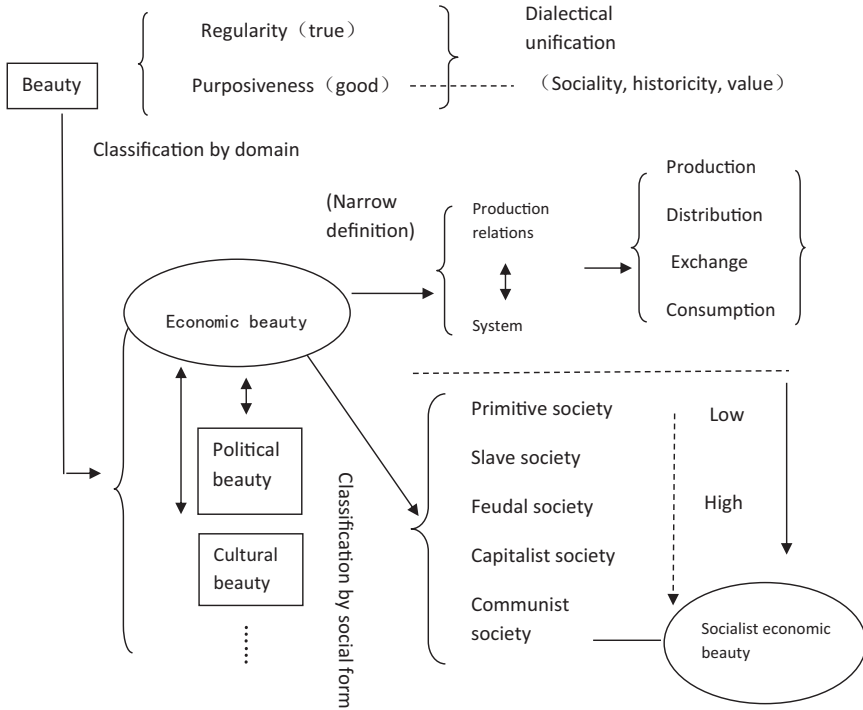 Regularity（true）
Dialectical
unification
Beauty
Purposiveness（good）
(Sociality, historicity, value）
Classification by domain
(Narrow
definition)
Production
relations
System
Production
Distribution
Exchange
Consumption
Economic beauty
Political
beauty
Cultural
beauty
Classification by social form
Primitive society
Slave society
Feudal society
Capitalist society
Communist
society
Low
High
Socialist economic
beauty